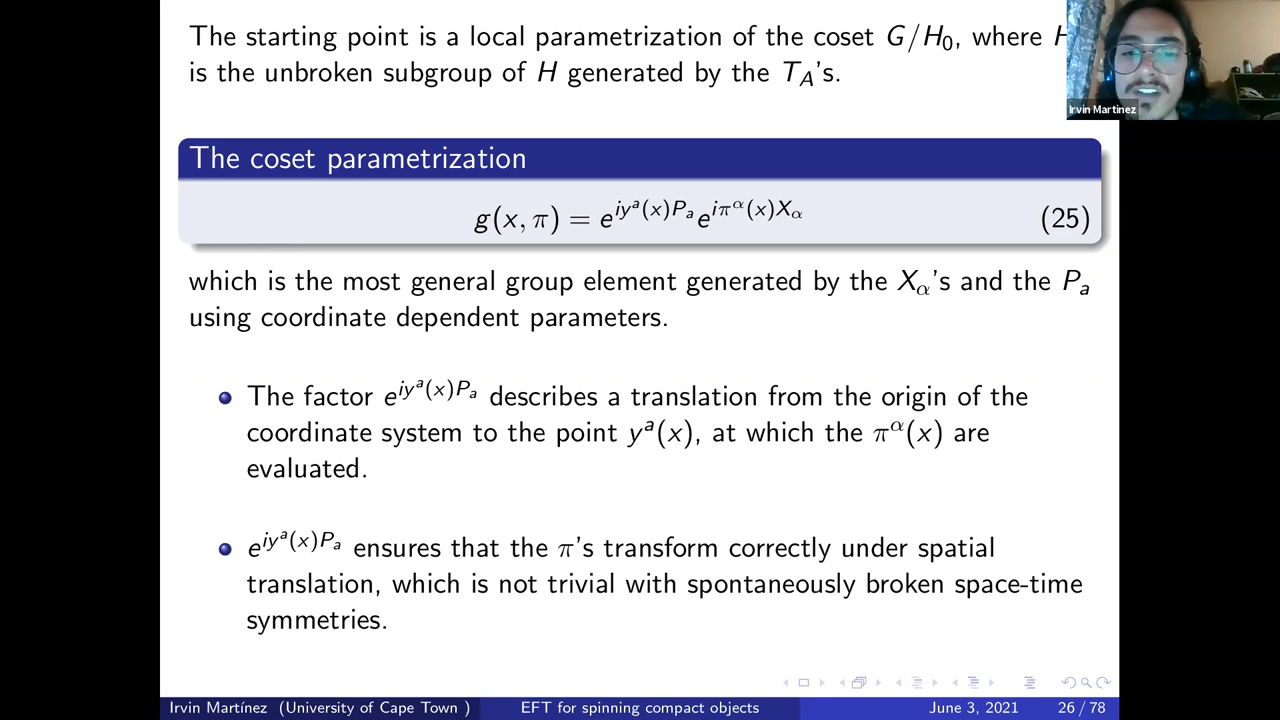 The starting point is a local parametrization of the coset G/H₀, where
is the unbroken subgroup of H generated by the T_A's.
Irvin Martinez
The coset parametrization
g(x, π) = e^{iy^a(x)P_a} e^{iπ^α(x)X_α} (25)
which is the most general group element generated by the X_α's and the P_a
using coordinate dependent parameters.
The factor e^{iy^a(x)P_a} describes a translation from the origin of the
coordinate system to the point y^a(x), at which the π^α(x) are
evaluated.
e^{iy^a(x)P_a} ensures that the π's transform correctly under spatial
translation, which is not trivial with spontaneously broken space-time
symmetries.
Irvin Martínez (University of Cape Town ) EFT for spinning compact objects June 3, 2021 26 / 78